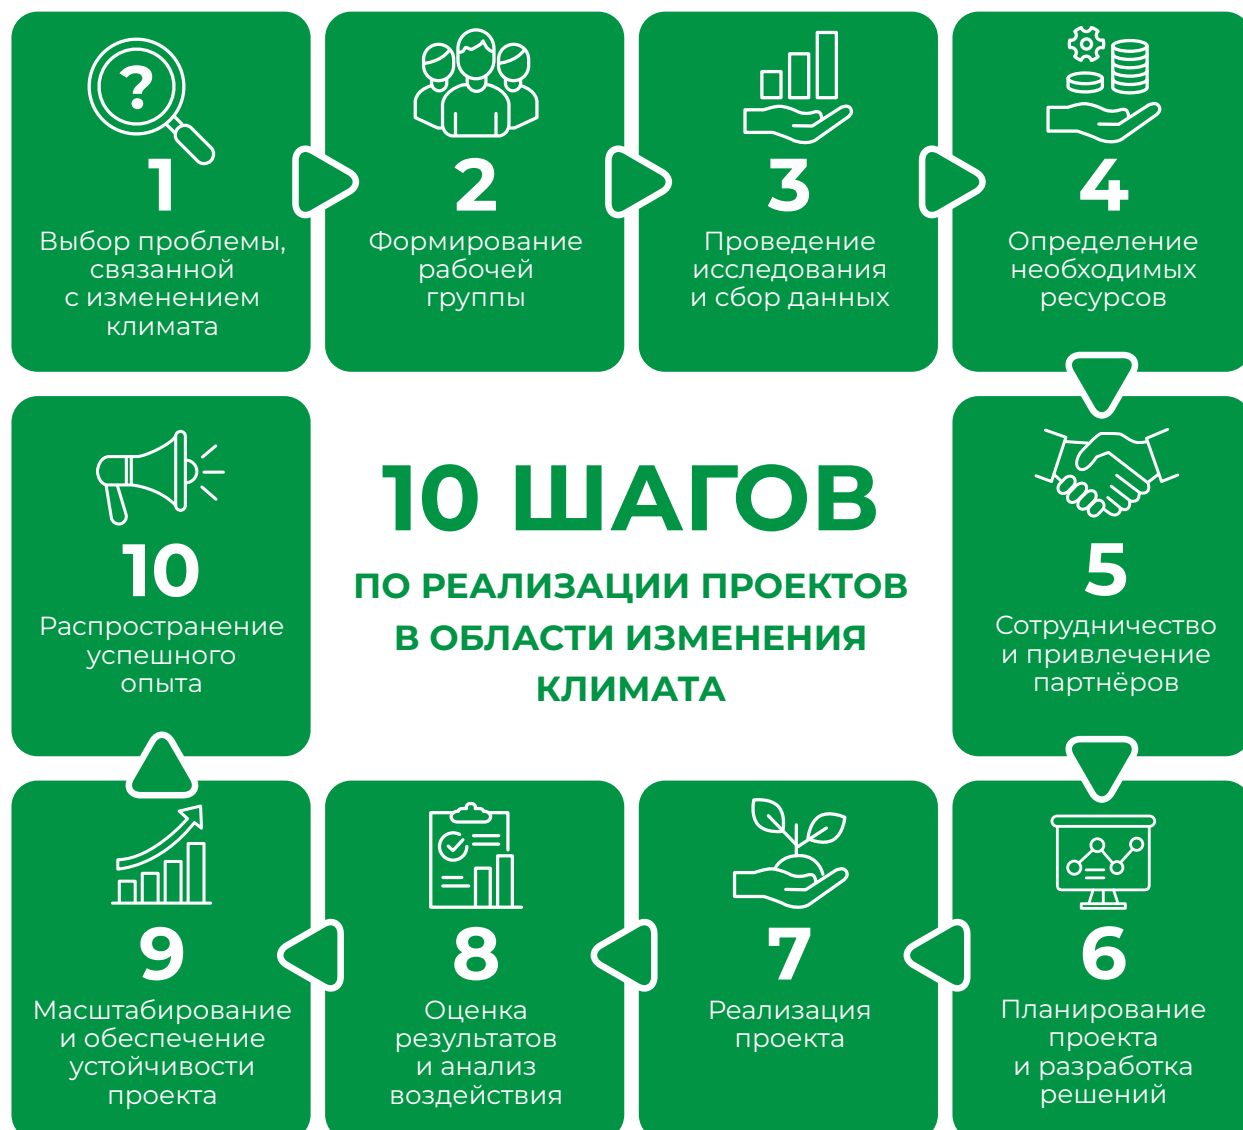 ?
1
Выбор проблемы,
связанной
с изменением
климата
2
Формирование
рабочей
группы
3
Проведение
исследования
и сбор данных
4
Определение
необходимых
ресурсов
10 ШАГОВ
ПО РЕАЛИЗАЦИИ ПРОЕКТОВ
В ОБЛАСТИ ИЗМЕНЕНИЯ
КЛИМАТА
5
Сотрудничество
и привлечение
партнёров
6
Планирование
проекта
и разработка
решений
7
Реализация
проекта
8
Оценка
результатов
и анализ
воздействия
9
Масштабирование
и обеспечение
устойчивости
проекта
10
Распространение
успешного
опыта